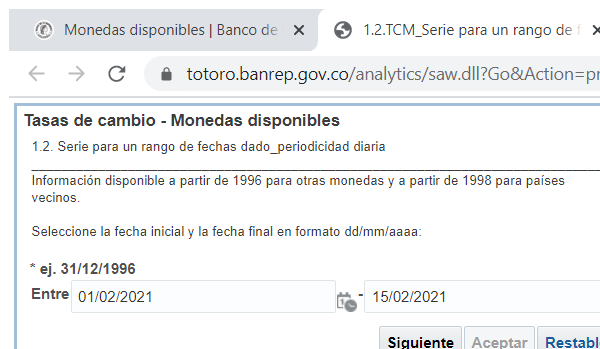 Monedas disponibles | Banco de
1.2.TCM_Serie para un rango de
totoro.banrep.gov.co/analytics/saw.dll?Go&Action=pr
Tasas de cambio - Monedas disponibles
1.2. Serie para un rango de fechas dado_periodicidad diaria
Información disponible a partir de 1996 para otras monedas y a partir de 1998 para países
vecinos.
Seleccione la fecha inicial y la fecha final en formato dd/mm/aaaa:
* ej. 31/12/1996
Entre 01/02/2021 - 15/02/2021
Siguiente Aceptar Restabl